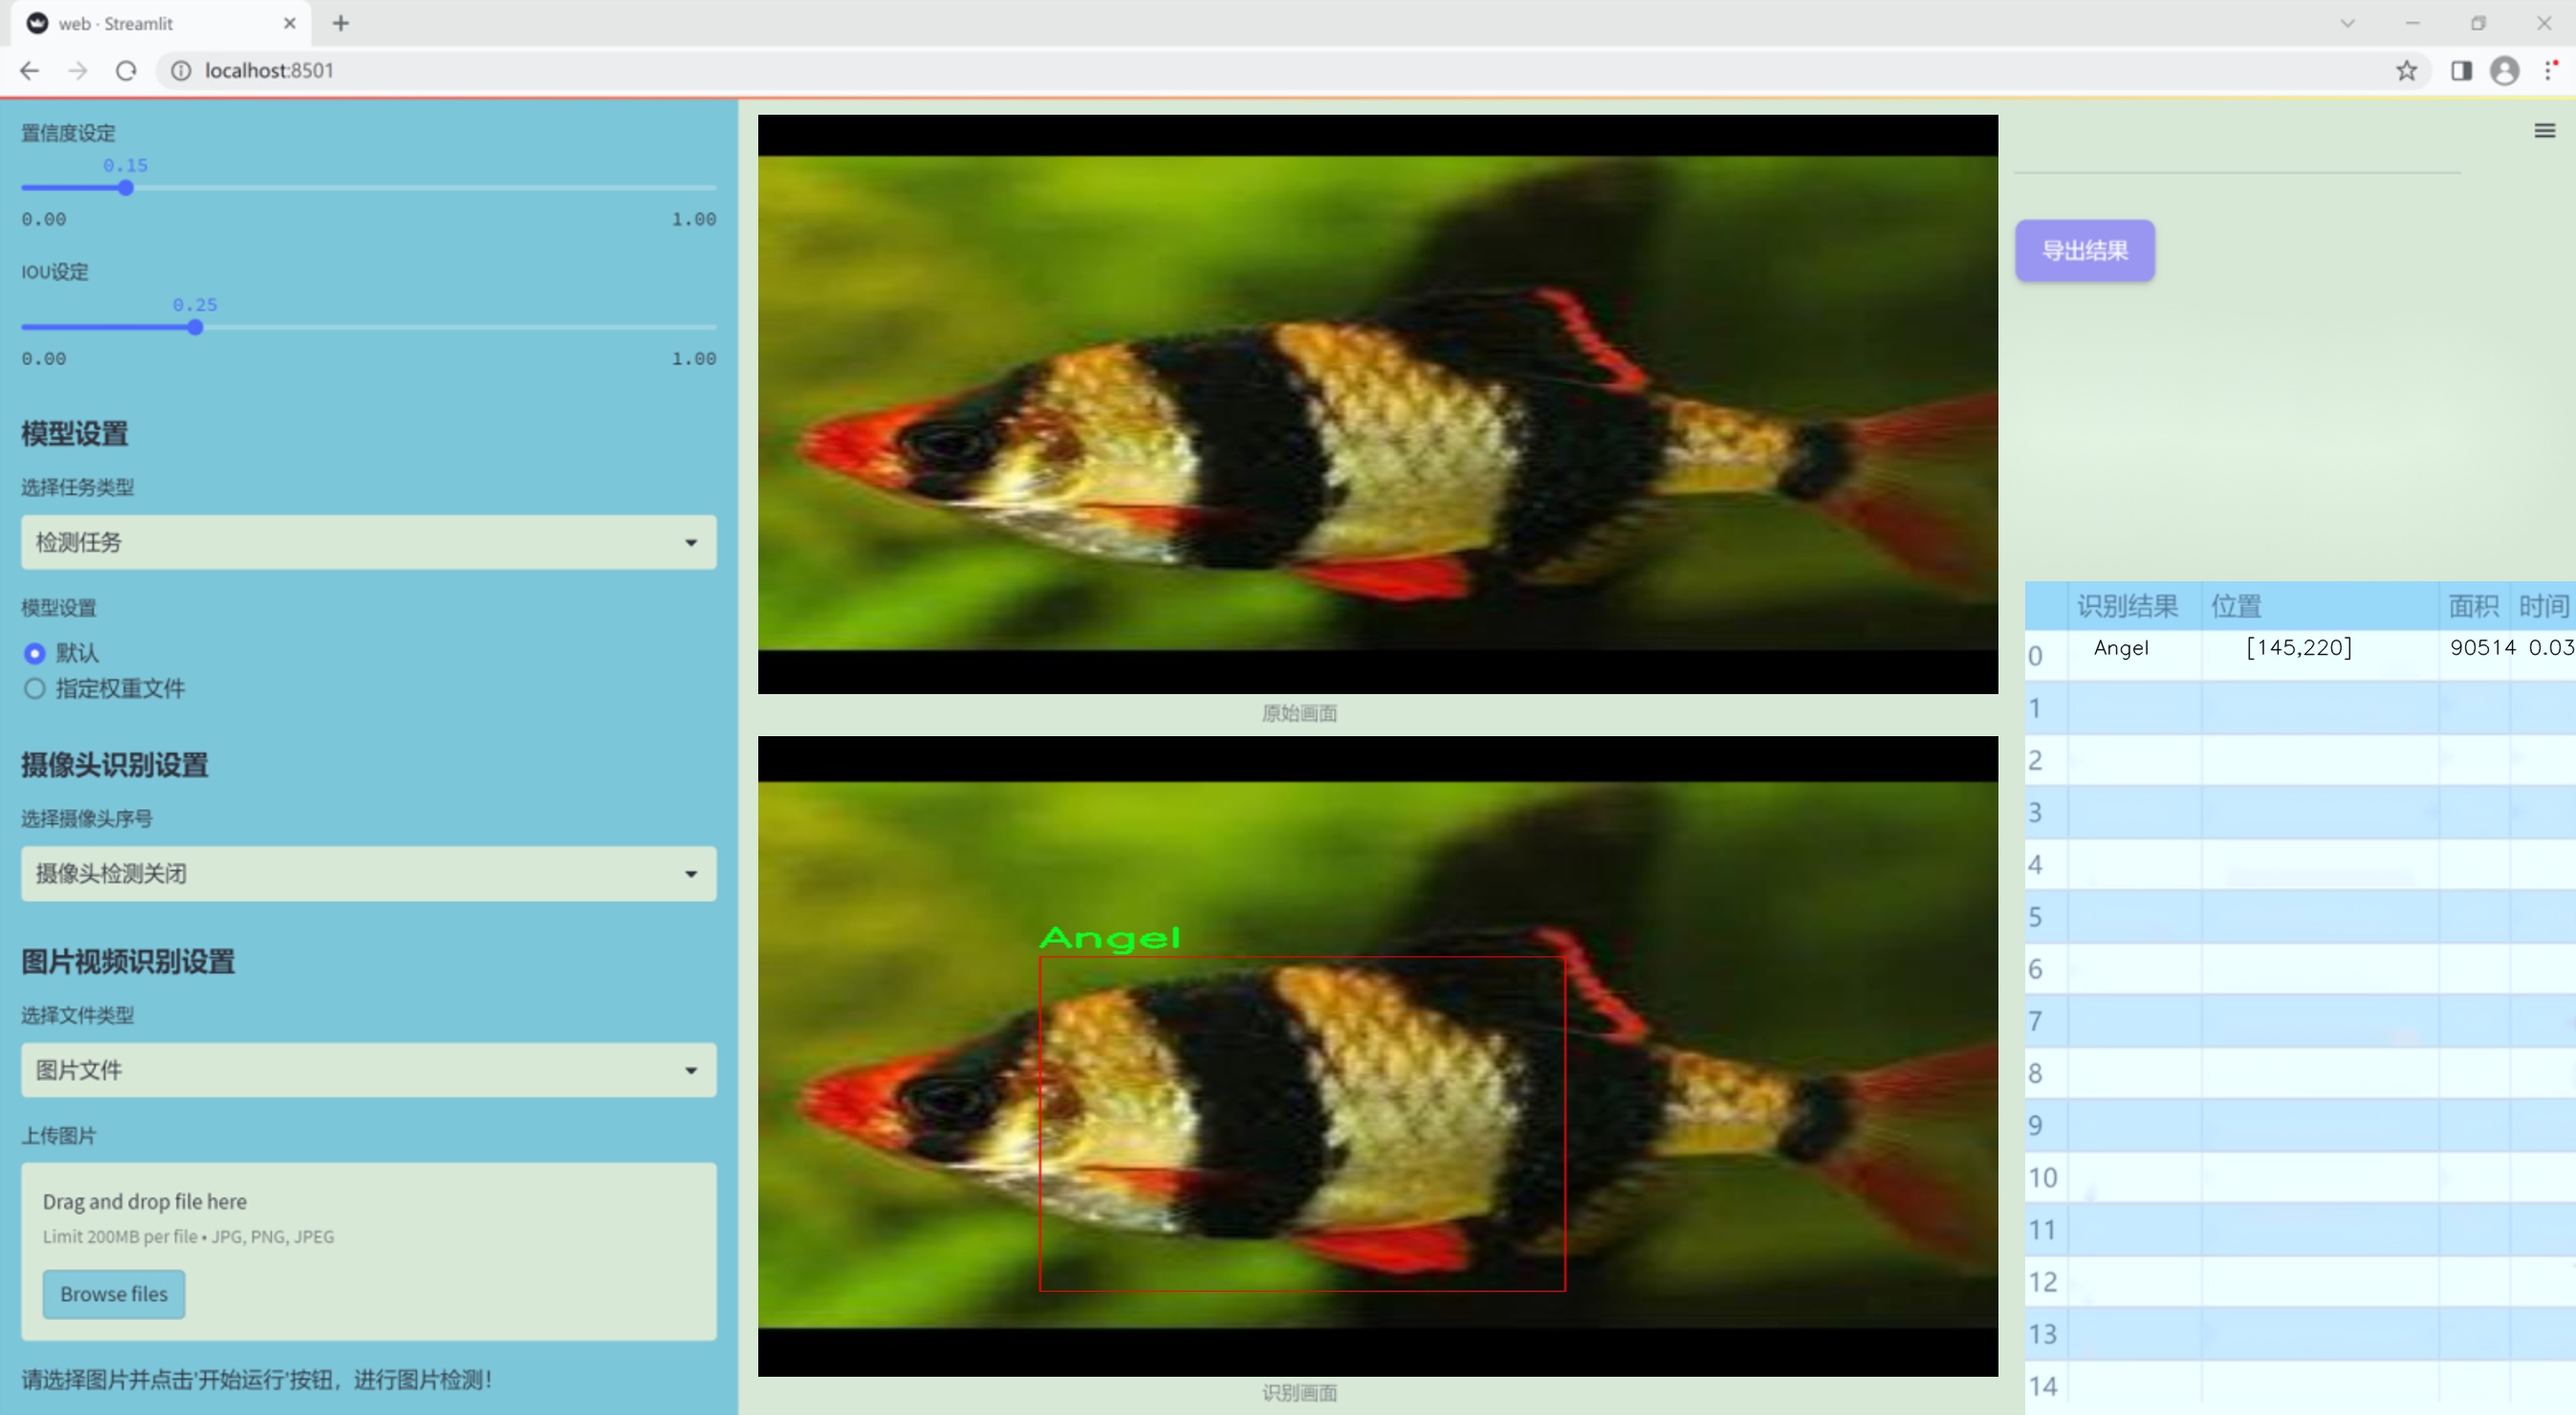 web · Streamlit
localhost:8501
置信度设定
0.15
0.00 1.00
IOU设定
0.25
0.00 1.00
模型设置
选择任务类型
检测任务
模型设置
默认
指定权重文件
摄像头识别设置
选择摄像头序号
摄像头检测关闭
图片视频识别设置
选择文件类型
图片文件
上传图片
Drag and drop file here
Limit 200MB per file • JPG, PNG, JPEG
Browse files
请选择图片并点击'开始运行'按钮，进行图片检测！
原始画面
Angel
识别画面
导出结果
识别结果 位置 面积 时间
0 Angel [145,220] 90514 0.03
1
2
3
4
5
6
7
8
9
10
11
12
13
14